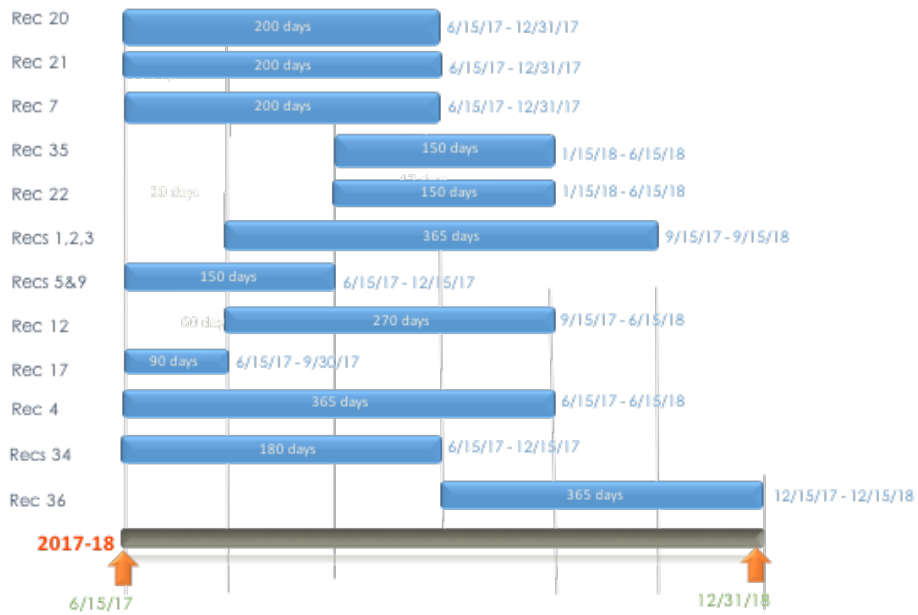 Rec 20 200 days 6/15/17 - 12/31/17
Rec 21 200 days 6/15/17 - 12/31/17
Rec 7 200 days 6/15/17 - 12/31/17
Rec 35 150 days 1/15/18 - 6/15/18
Rec 22 20 days 150 days 1/15/18 - 6/15/18
Recs 1,2,3 365 days 9/15/17 - 9/15/18
Recs 5&9 150 days 6/15/17 - 12/15/17
Rec 12 270 days 9/15/17 - 6/15/18
Rec 17 90 days 6/15/17 - 9/30/17
Rec 4 365 days 6/15/17 - 6/15/18
Recs 34 180 days 6/15/17 - 12/15/17
Rec 36 365 days 12/15/17 - 12/15/18
2017-18
6/15/17 12/31/18